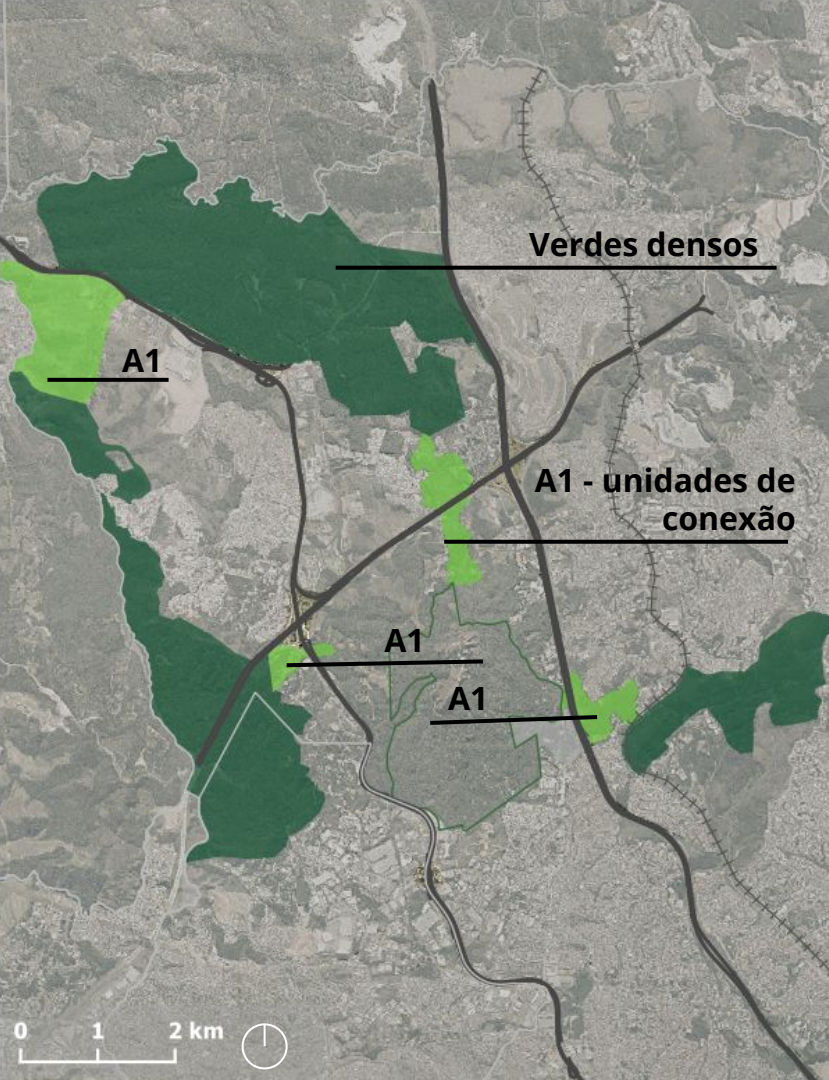 Verdes densos
A1
A1 - unidades de
conexão
A1
A1
0 1 2 km